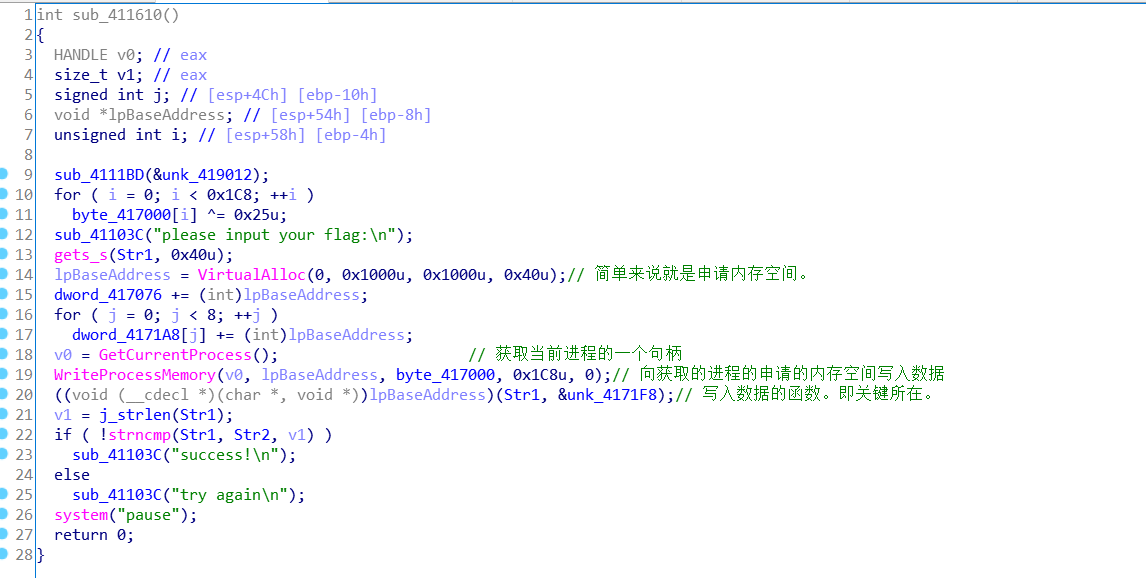 1 int sub_411610()
2 {
3   HANDLE v0; // eax
4   size_t v1; // eax
5   signed int j; // [esp+4Ch] [ebp-10h]
6   void *lpBaseAddress; // [esp+54h] [ebp-8h]
7   unsigned int i; // [esp+58h] [ebp-4h]
8
9   sub_4111BD(&unk_419012);
10   for ( i = 0; i < 0x1C8; ++i )
11     byte_417000[i] ^= 0x25u;
12   sub_41103C("please input your flag:\n");
13   gets_s(Str1, 0x40u);
14   lpBaseAddress = VirtualAlloc(0, 0x1000u, 0x1000u, 0x40u);// 简单来说就是申请内存空间。
15   dword_417076 += (int)lpBaseAddress;
16   for ( j = 0; j < 8; ++j )
17     dword_4171A8[j] += (int)lpBaseAddress;
18   v0 = GetCurrentProcess();                     // 获取当前进程的一个句柄
19   WriteProcessMemory(v0, lpBaseAddress, byte_417000, 0x1C8u, 0);// 向获取的进程的申请的内存空间写入数据
20   ((void (__cdecl *)(char *, void *))lpBaseAddress)(Str1, &unk_4171F8);// 写入数据的函数。即关键所在。
21   v1 = j_strlen(Str1);
22   if ( !strncmp(Str1, Str2, v1) )
23     sub_41103C("success!\n");
24   else
25     sub_41103C("try again\n");
26   system("pause");
27   return 0;
28 }